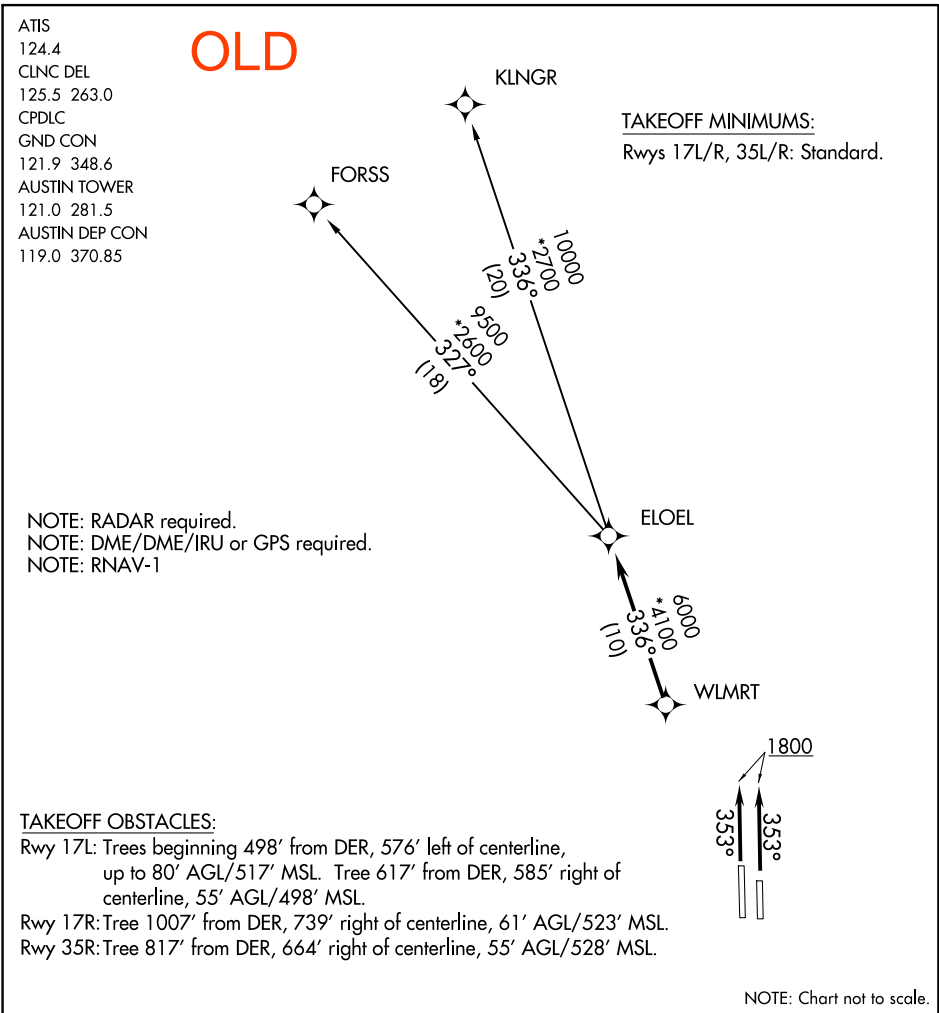 ATIS
124.4
CLNC DEL
125.5 263.0
CPDLC
GND CON
121.9 348.6
AUSTIN TOWER
121.0 281.5
AUSTIN DEP CON
119.0 370.85
OLD
KLNGR
TAKEOFF MINIMUMS:
Rwys 17L/R, 35L/R: Standard.
FORSS
10000
*2700
336°
(20)
9500
*2600
327°
(18)
NOTE: RADAR required.
NOTE: DME/DME/IRU or GPS required.
NOTE: RNAV-1
ELOEL
6000
*4100
336°
(10)
WLMRT
1800
353°
353°
TAKEOFF OBSTACLES:
Rwy 17L: Trees beginning 498’ from DER, 576’ left of centerline,
up to 80’ AGL/517’ MSL. Tree 617’ from DER, 585’ right of
centerline, 55’ AGL/498’ MSL.
Rwy 17R: Tree 1007’ from DER, 739’ right of centerline, 61’ AGL/523’ MSL.
Rwy 35R: Tree 817’ from DER, 664’ right of centerline, 55’ AGL/528’ MSL.
NOTE: Chart not to scale.